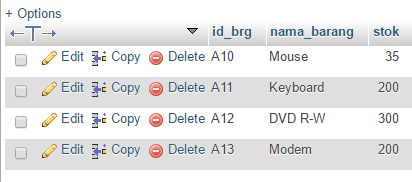 + Options
←T→ id_brg nama_barang stok
Edit Copy Delete A10 Mouse 35
Edit Copy Delete A11 Keyboard 200
Edit Copy Delete A12 DVD R-W 300
Edit Copy Delete A13 Modem 200